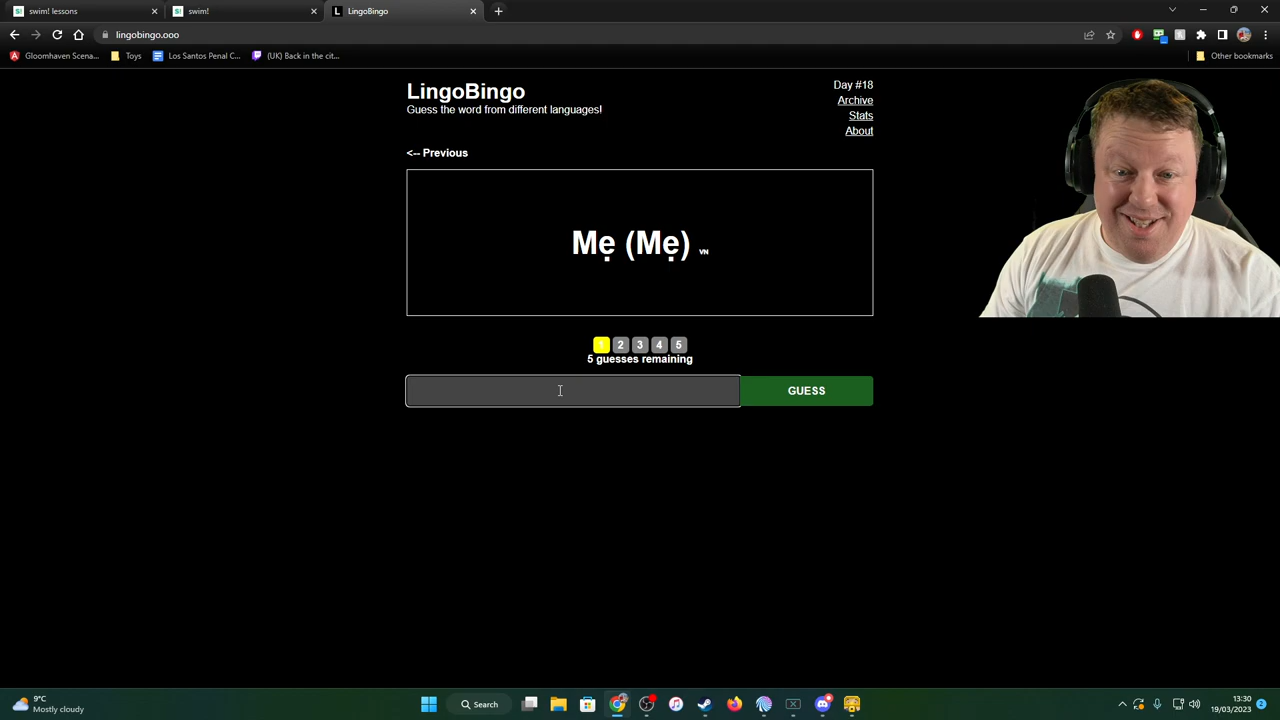 swim! lessons
swim!
LingoBingo
lingobingo.ooo
Gloomhaven Scena...
Toys
Los Santos Penal C...
(UK) Back in the cit...
Other bookmarks
LingoBingo
Guess the word from different languages!
Day #18
Archive
Stats
About
<-- Previous
Mẹ (Mẹ) VN
1 2 3 4 5
5 guesses remaining
GUESS
9°C
Mostly cloudy
Search
13:30
19/03/2023